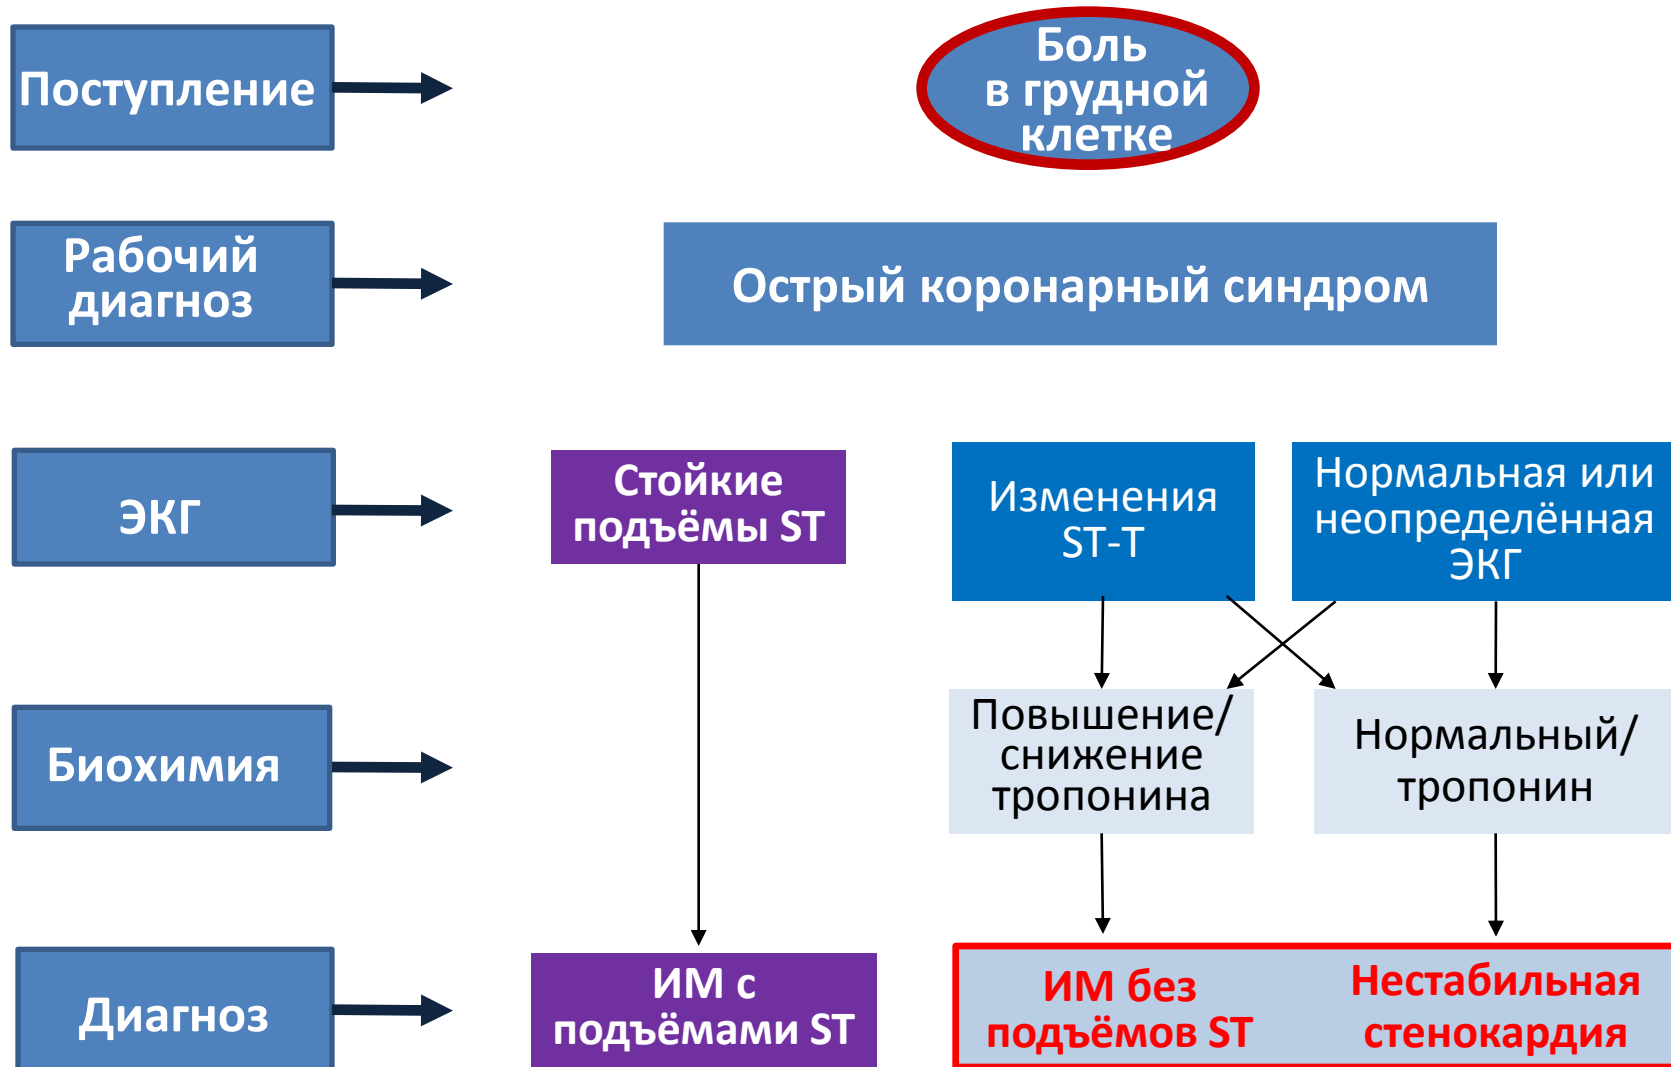 Поступление
Боль
в грудной
клетке
Рабочий
диагноз
Острый коронарный синдром
ЭКГ
Стойкие
подъёмы ST
Изменения
ST-T
Нормальная или
неопределённая
ЭКГ
Биохимия
Повышение/
снижение
тропонина
Нормальный/
тропонин
Диагноз
ИМ с
подъёмами ST
ИМ без
подъёмов ST
Нестабильная
стенокардия